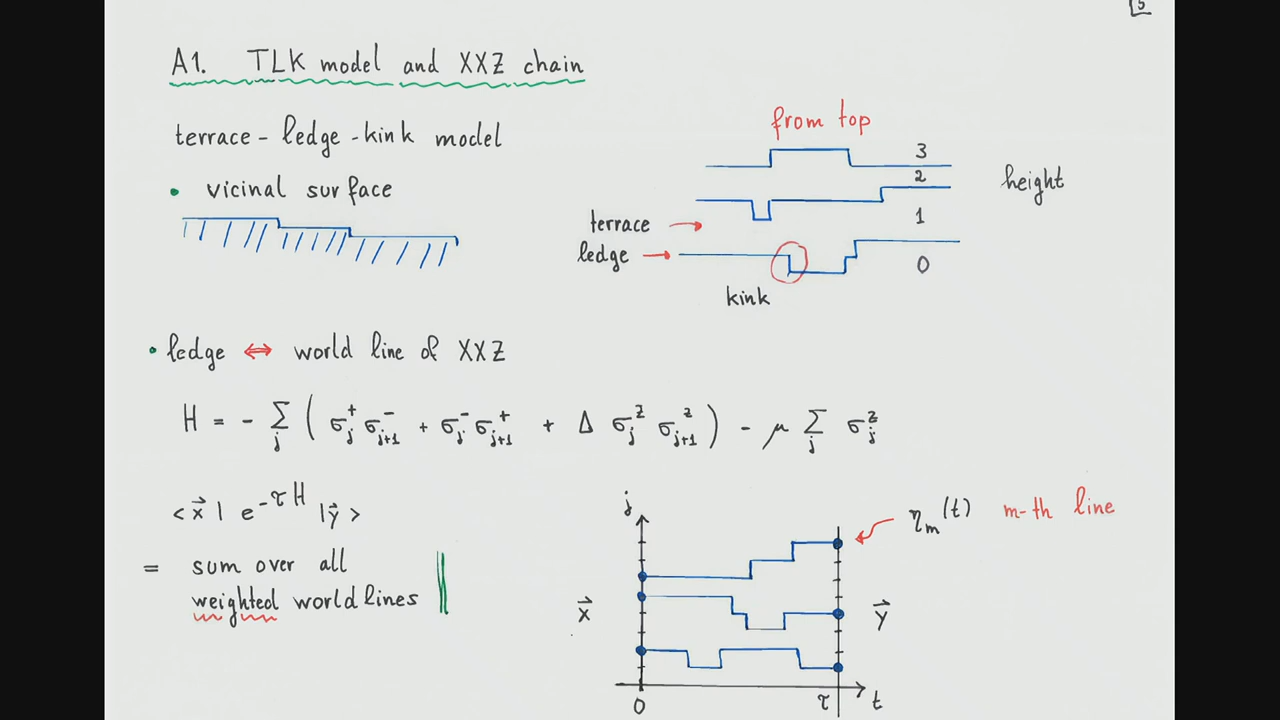 5
A1. TLK model and XXZ chain
terrace - ledge - kink model
from top
3
2
height
• vicinal surface
1
terrace →
ledge →
0
kink
• ledge ⇔ world line of XXZ
H = - Σ_j ( σ_j^+ σ_{j+1}^- + σ_j^- σ_{j+1}^+ + Δ σ_j^z σ_{j+1}^z ) - μ Σ_j σ_j^z
< x⃗ | e^{-τH} | y⃗ >
j
η_m(t) m-th line
= sum over all
weighted world lines
x⃗
y⃗
0
τ
t